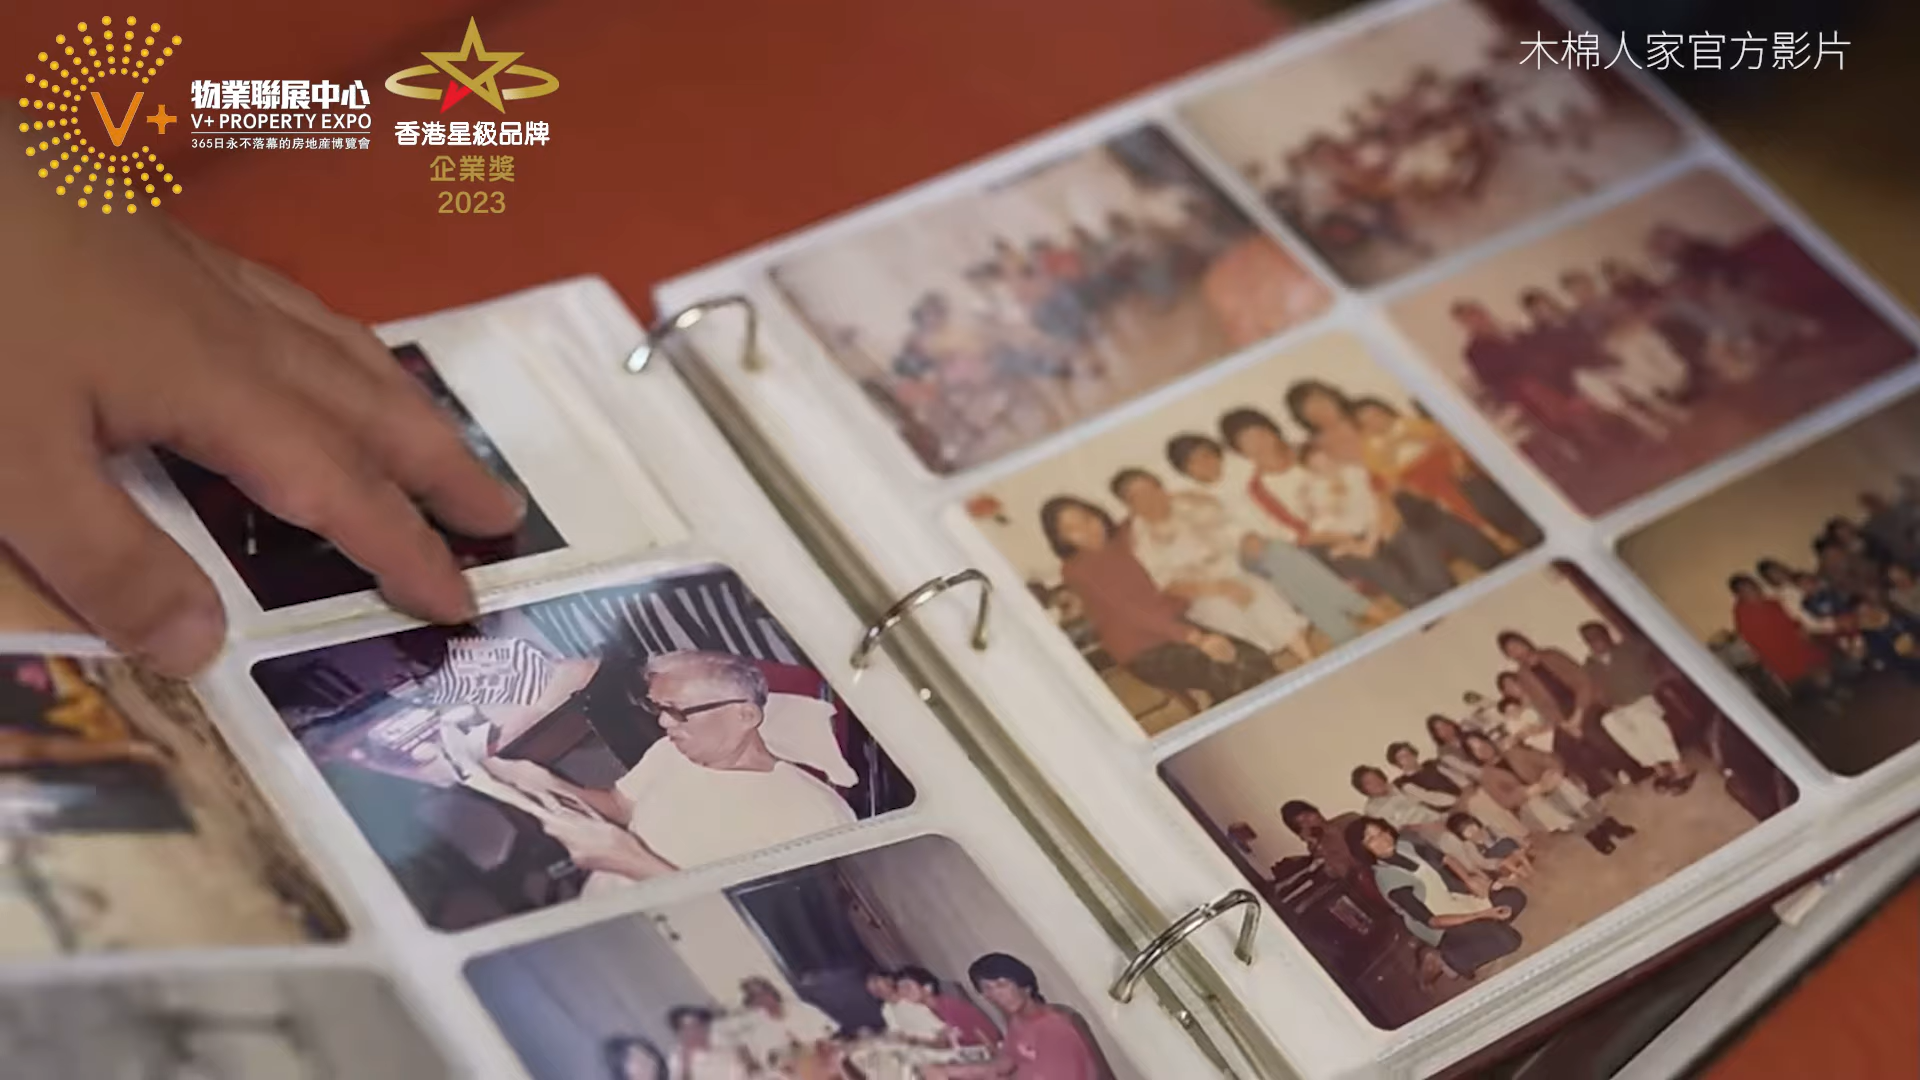 物業聯展中心
V+ PROPERTY EXPO
365日永不落幕的房地產博覽會
香港星級品牌
企業獎
2023
木棉人家官方影片